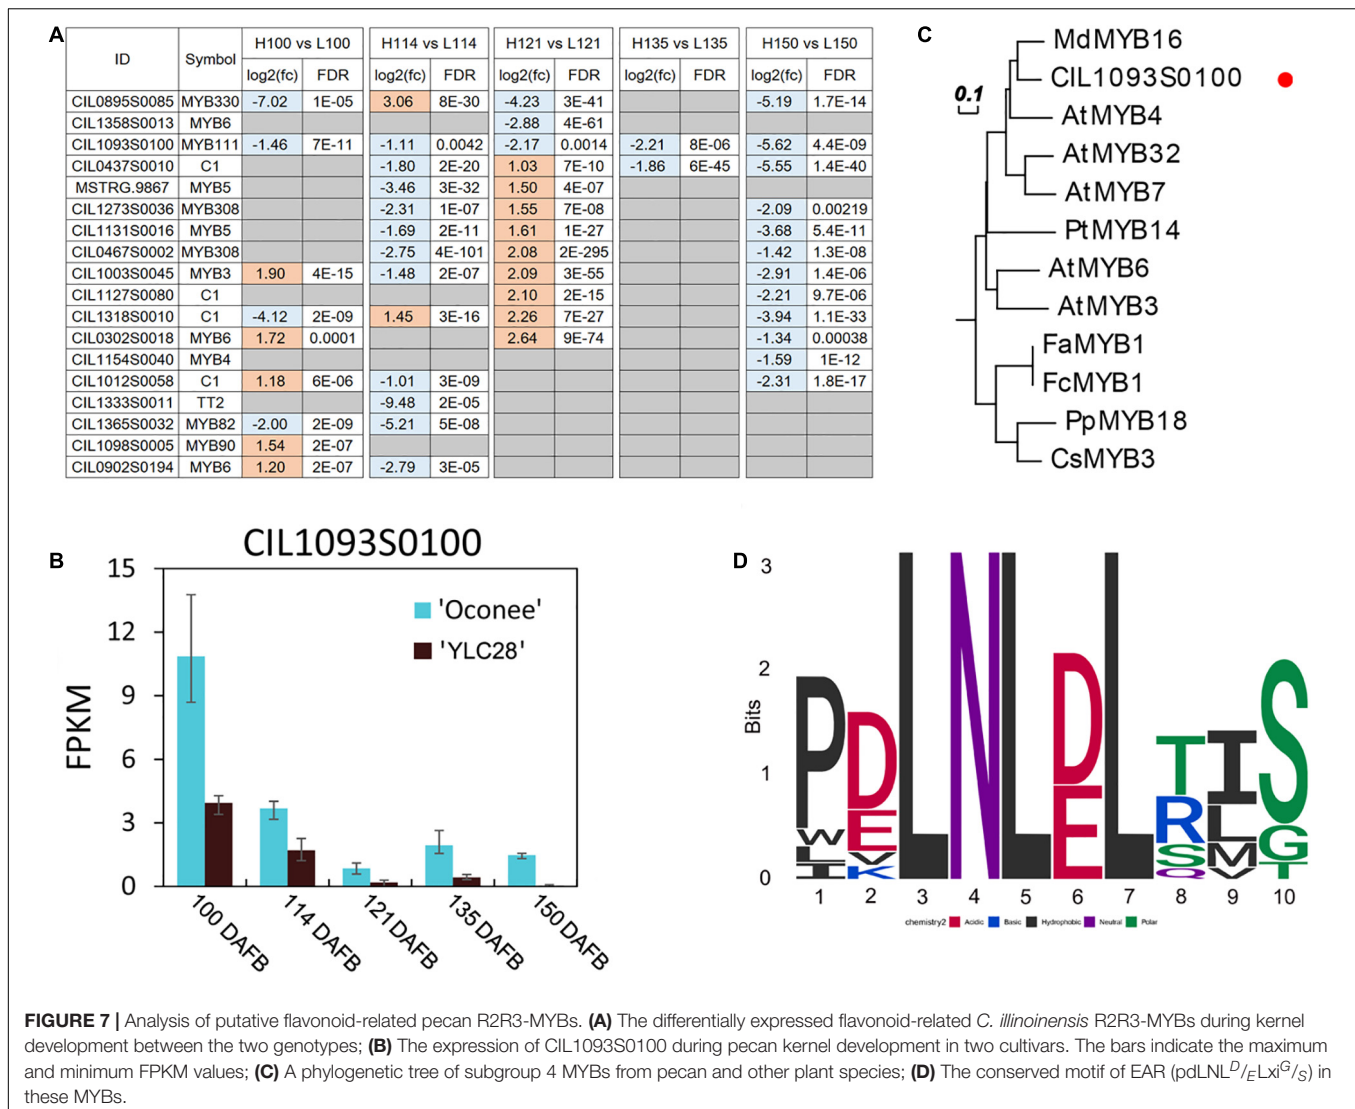 A
ID Symbol H100 vs L100 H114 vs L114 H121 vs L121 H135 vs L135 H150 vs L150
log2(fc) FDR log2(fc) FDR log2(fc) FDR log2(fc) FDR log2(fc) FDR
CIL0895S0085 MYB330 -7.02 1E-05 3.06 8E-30 -4.23 3E-41 -5.19 1.7E-14
CIL1358S0013 MYB6 -2.88 4E-61
CIL1093S0100 MYB111 -1.46 7E-11 -1.11 0.0042 -2.17 0.0014 -2.21 8E-06 -5.62 4.4E-09
CIL0437S0010 C1 -1.80 2E-20 1.03 7E-10 -1.86 6E-45 -5.55 1.4E-40
MSTRG.9867 MYB5 -3.46 3E-32 1.50 4E-07
CIL1273S0036 MYB308 -2.31 1E-07 1.55 7E-08 -2.09 0.00219
CIL1131S0016 MYB5 -1.69 2E-11 1.61 1E-27 -3.68 5.4E-11
CIL0467S0002 MYB308 -2.75 4E-101 2.08 2E-295 -1.42 1.3E-08
CIL1003S0045 MYB3 1.90 4E-15 -1.48 2E-07 2.09 3E-55 -2.91 1.4E-06
CIL1127S0080 C1 2.10 2E-15 -2.21 9.7E-06
CIL1318S0010 C1 -4.12 2E-09 1.45 3E-16 2.26 7E-27 -3.94 1.1E-33
CIL0302S0018 MYB6 1.72 0.0001 2.64 9E-74 -1.34 0.00038
CIL1154S0040 MYB4 -1.59 1E-12
CIL1012S0058 C1 1.18 6E-06 -1.01 3E-09 -2.31 1.8E-17
CIL1333S0011 TT2 -9.48 2E-05
CIL1365S0032 MYB82 -2.00 2E-09 -5.21 5E-08
CIL1098S0005 MYB90 1.54 2E-07
CIL0902S0194 MYB6 1.20 2E-07 -2.79 3E-05
C
0.1
MdMYB16
CIL1093S0100
AtMYB4
AtMYB32
AtMYB7
PtMYB14
AtMYB6
AtMYB3
FaMYB1
FcMYB1
PpMYB18
CsMYB3
B
CIL1093S0100
FPKM
15
12
9
6
3
0
'Oconee'
'YLC28'
100 DAFB 114 DAFB 121 DAFB 135 DAFB 150 DAFB
D
Bits
3
2
1
0
P W L I
D E V K
L
N
L
D E
L
T R S Q
I L M V
S G T
1 2 3 4 5 6 7 8 9 10
chemistry2 Acidic Basic Hydrophobic Neutral Polar
FIGURE 7 | Analysis of putative flavonoid-related pecan R2R3-MYBs. (A) The differentially expressed flavonoid-related C. illinoinensis R2R3-MYBs during kernel
development between the two genotypes; (B) The expression of CIL1093S0100 during pecan kernel development in two cultivars. The bars indicate the maximum
and minimum FPKM values; (C) A phylogenetic tree of subgroup 4 MYBs from pecan and other plant species; (D) The conserved motif of EAR (pdLNLD/ELxiG/S) in
these MYBs.